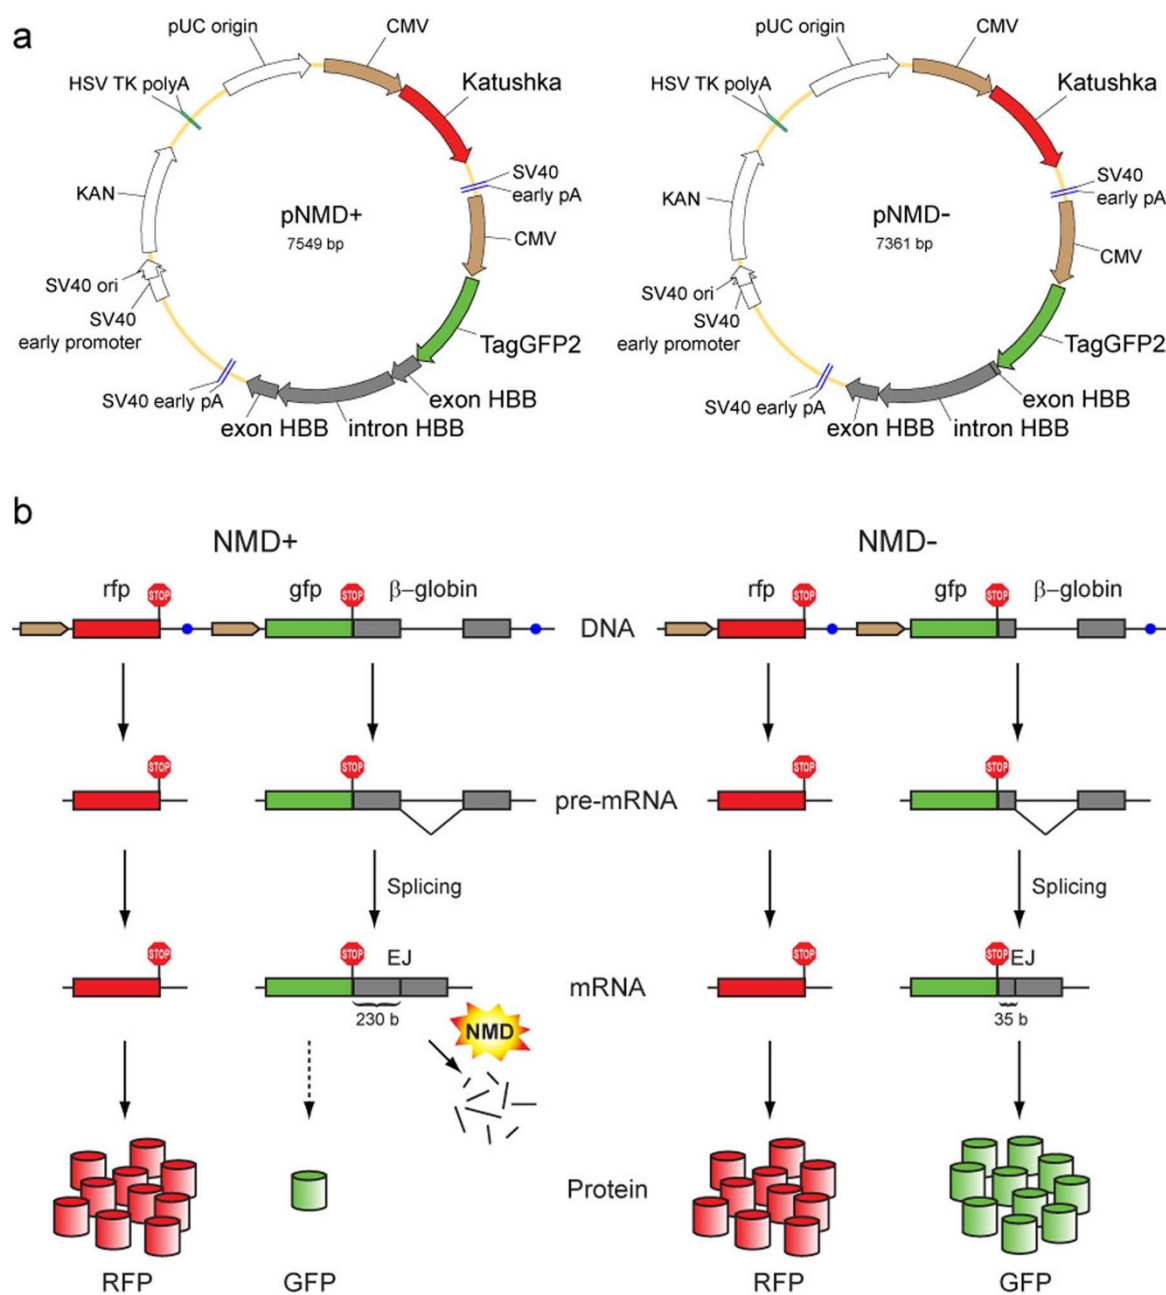 a
pUC origin
CMV
HSV TK polyA
Katushka
KAN
SV40
early pA
pNMD+
7549 bp
CMV
SV40 ori
SV40
early promoter
TagGFP2
SV40 early pA
exon HBB
exon HBB
intron HBB
pUC origin
CMV
HSV TK polyA
Katushka
KAN
SV40
early pA
pNMD-
7361 bp
CMV
SV40 ori
SV40
early promoter
TagGFP2
SV40 early pA
exon HBB
exon HBB
intron HBB
b
NMD+
NMD-
rfp
STOP
gfp
STOP
β–globin
rfp
STOP
gfp
STOP
β–globin
DNA
STOP
STOP
pre-mRNA
STOP
STOP
Splicing
Splicing
STOP
STOP
EJ
mRNA
STOP
STOP
EJ
230 b
35 b
NMD
Protein
RFP
GFP
RFP
GFP